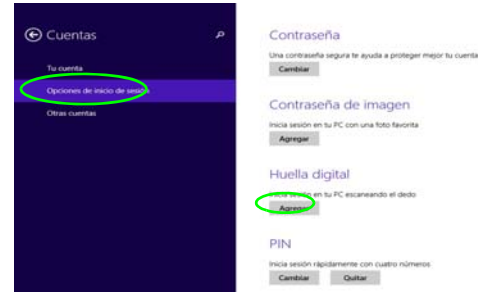 Cuentas
Tu cuenta
Opciones de inicio de sesión
Otras cuentas
Contraseña
Una contraseña segura te ayuda a proteger mejor tu cuenta
Cambiar
Contraseña de imagen
Inicia sesión en tu PC con una foto favorita
Agregar
Huella digital
Inicia sesión en tu PC escaneando el dedo
Agregar
PIN
Inicia sesión rápidamente con cuatro números
Cambiar Quitar